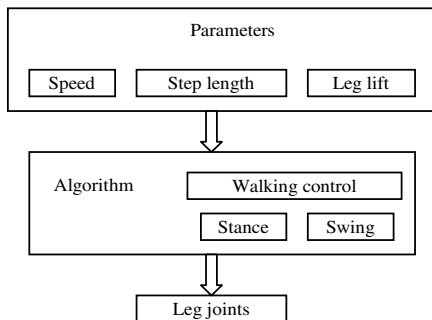 Parameters
Speed Step length Leg lift
Algorithm Walking control
Stance Swing
Leg joints